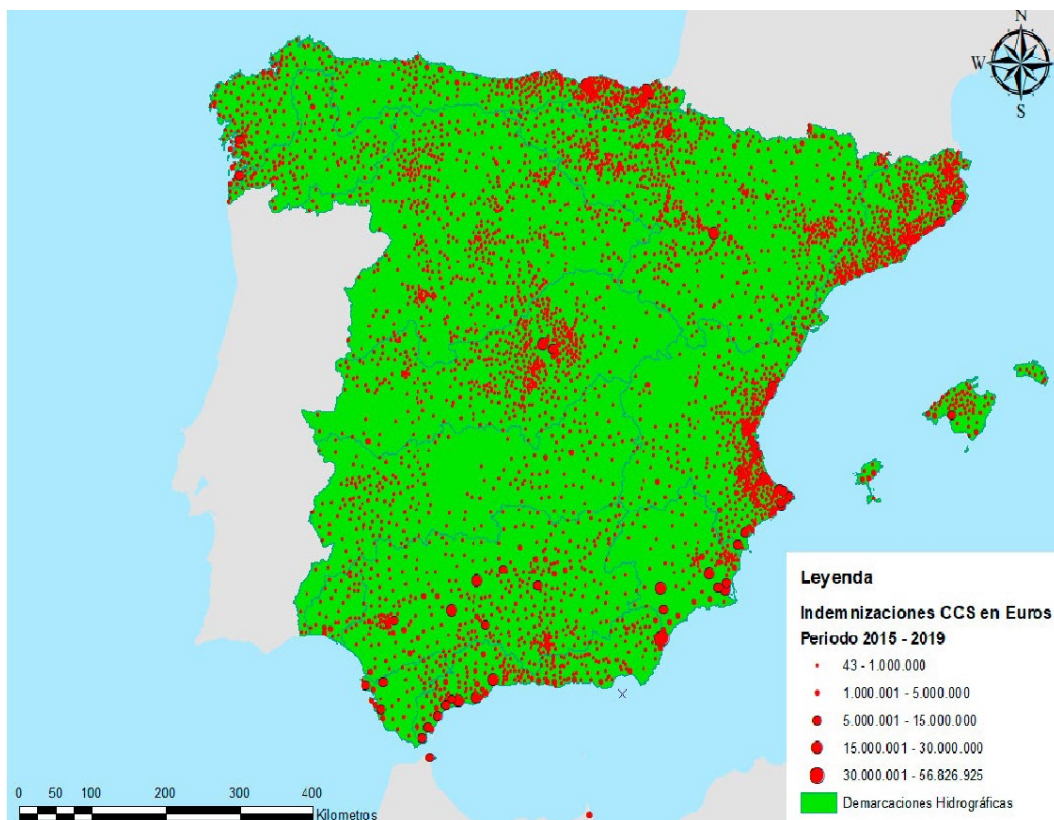 N
W
S
Leyenda
Indemnizaciones CCS en Euros
Periodo 2015 - 2019
43 - 1.000.000
1.000.001 - 5.000.000
5.000.001 - 15.000.000
15.000.001 - 30.000.000
30.000.001 - 56.826.925
Demarcaciones Hidrográficas
0 50 100 200 300 400
Kilometros